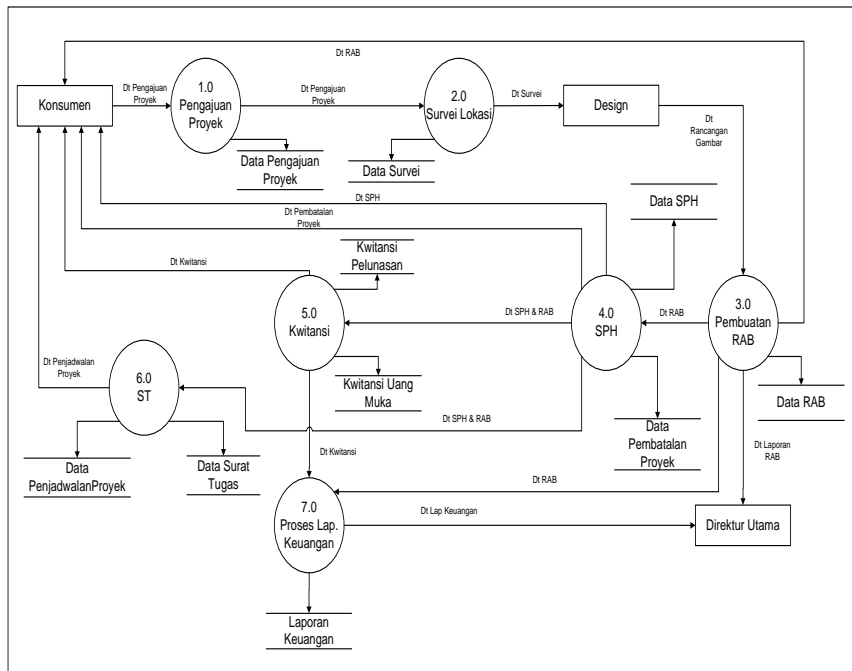 Dt RAB
Konsumen
Dt Pengajuan
Proyek
1.0
Pengajuan
Proyek
Dt Pengajuan
Proyek
2.0
Survei Lokasi
Dt Survei
Design
Dt
Rancangan
Gambar
Data Pengajuan
Proyek
Data Survei
Data SPH
Dt SPH
Dt Pembatalan
Proyek
Kwitansi
Pelunasan
Dt Kwitansi
5.0
Kwitansi
Dt SPH & RAB
4.0
SPH
Dt RAB
3.0
Pembuatan
RAB
Dt Penjadwalan
Proyek
6.0
ST
Kwitansi Uang
Muka
Data RAB
Dt SPH & RAB
Data
Pembatalan
Proyek
Dt Laporan
RAB
Data
PenjadwalanProyek
Data Surat
Tugas
Dt Kwitansi
Dt RAB
7.0
Proses Lap.
Keuangan
Dt Lap Keuangan
Direktur Utama
Laporan
Keuangan